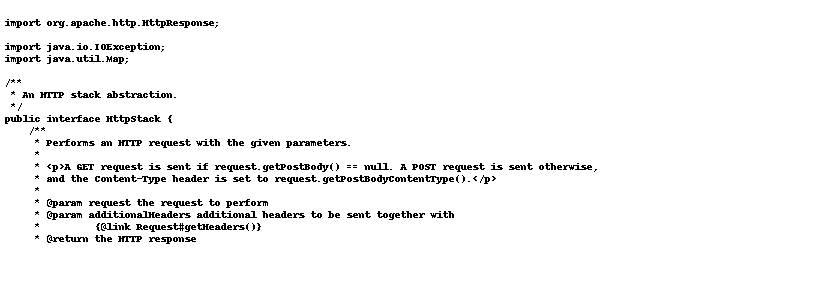 import org.apache.http.HttpResponse;
import java.io.IOException;
import java.util.Map;
/**
 * An HTTP stack abstraction.
 */
public interface HttpStack {
    /**
     * Performs an HTTP request with the given parameters.
     *
     * <p>A GET request is sent if request.getPostBody() == null. A POST request is sent otherwise,
     * and the Content-Type header is set to request.getPostBodyContentType().</p>
     *
     * @param request the request to perform
     * @param additionalHeaders additional headers to be sent together with
     *         {@link Request#getHeaders()}
     * @return the HTTP response